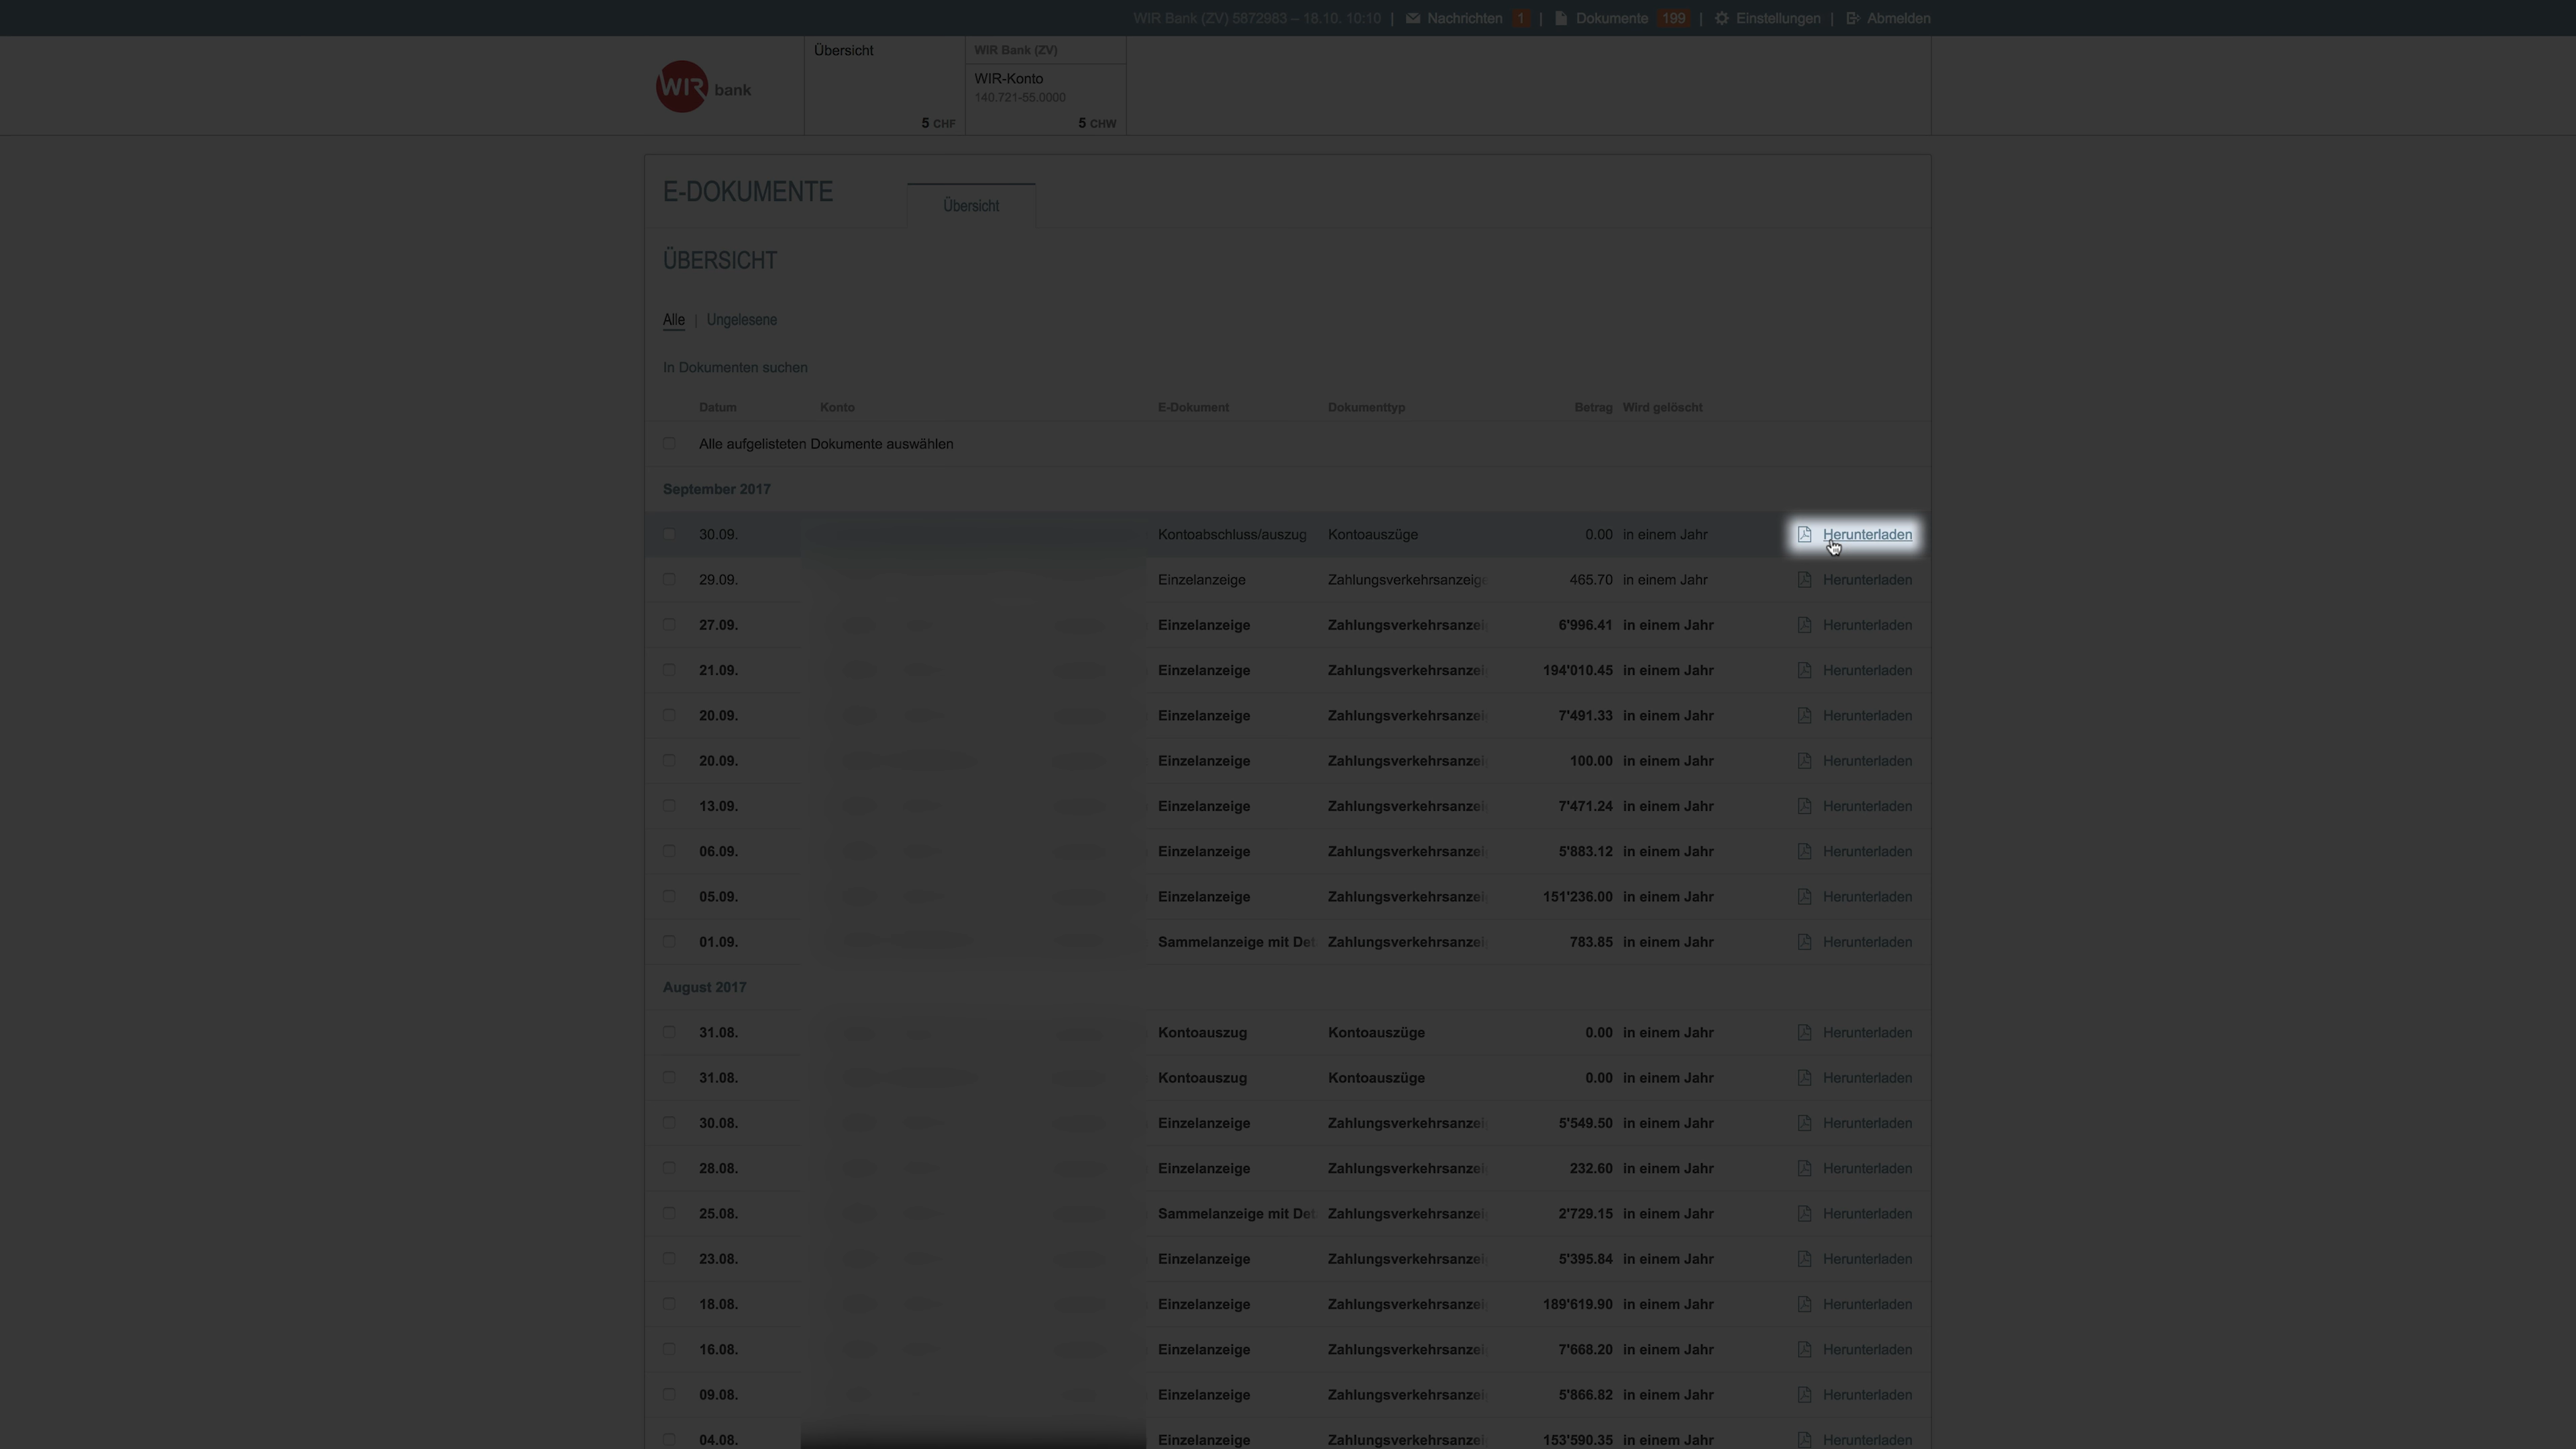 WIR Bank (ZV) 5872983 – 18.10. 10:10 | Nachrichten 1 | Dokumente 199 | Einstellungen | Abmelden
WIR bank
Übersicht
5 CHF
WIR Bank (ZV)
WIR-Konto
140.721-55.0000
5 CHW
E-DOKUMENTE
Übersicht
ÜBERSICHT
Alle | Ungelesene
In Dokumenten suchen
Datum Konto E-Dokument Dokumenttyp Betrag Wird gelöscht
Alle aufgelisteten Dokumente auswählen
September 2017
30.09. Kontoabschluss/auszug Kontoauszüge 0.00 in einem Jahr Herunterladen
29.09. Einzelanzeige Zahlungsverkehrsanzeige 465.70 in einem Jahr Herunterladen
27.09. Einzelanzeige Zahlungsverkehrsanzei 6'996.41 in einem Jahr Herunterladen
21.09. Einzelanzeige Zahlungsverkehrsanzei 194'010.45 in einem Jahr Herunterladen
20.09. Einzelanzeige Zahlungsverkehrsanzei 7'491.33 in einem Jahr Herunterladen
20.09. Einzelanzeige Zahlungsverkehrsanzei 100.00 in einem Jahr Herunterladen
13.09. Einzelanzeige Zahlungsverkehrsanzei 7'471.24 in einem Jahr Herunterladen
06.09. Einzelanzeige Zahlungsverkehrsanzei 5'883.12 in einem Jahr Herunterladen
05.09. Einzelanzeige Zahlungsverkehrsanzei 151'236.00 in einem Jahr Herunterladen
01.09. Sammelanzeige mit Det Zahlungsverkehrsanzei 783.85 in einem Jahr Herunterladen
August 2017
31.08. Kontoauszug Kontoauszüge 0.00 in einem Jahr Herunterladen
31.08. Kontoauszug Kontoauszüge 0.00 in einem Jahr Herunterladen
30.08. Einzelanzeige Zahlungsverkehrsanzei 5'549.50 in einem Jahr Herunterladen
28.08. Einzelanzeige Zahlungsverkehrsanzei 232.60 in einem Jahr Herunterladen
25.08. Sammelanzeige mit Det Zahlungsverkehrsanzei 2'729.15 in einem Jahr Herunterladen
23.08. Einzelanzeige Zahlungsverkehrsanzei 5'395.84 in einem Jahr Herunterladen
18.08. Einzelanzeige Zahlungsverkehrsanzei 189'619.90 in einem Jahr Herunterladen
16.08. Einzelanzeige Zahlungsverkehrsanzei 7'668.20 in einem Jahr Herunterladen
09.08. Einzelanzeige Zahlungsverkehrsanzei 5'866.82 in einem Jahr Herunterladen
04.08. Einzelanzeige Zahlungsverkehrsanzei 153'590.35 in einem Jahr Herunterladen